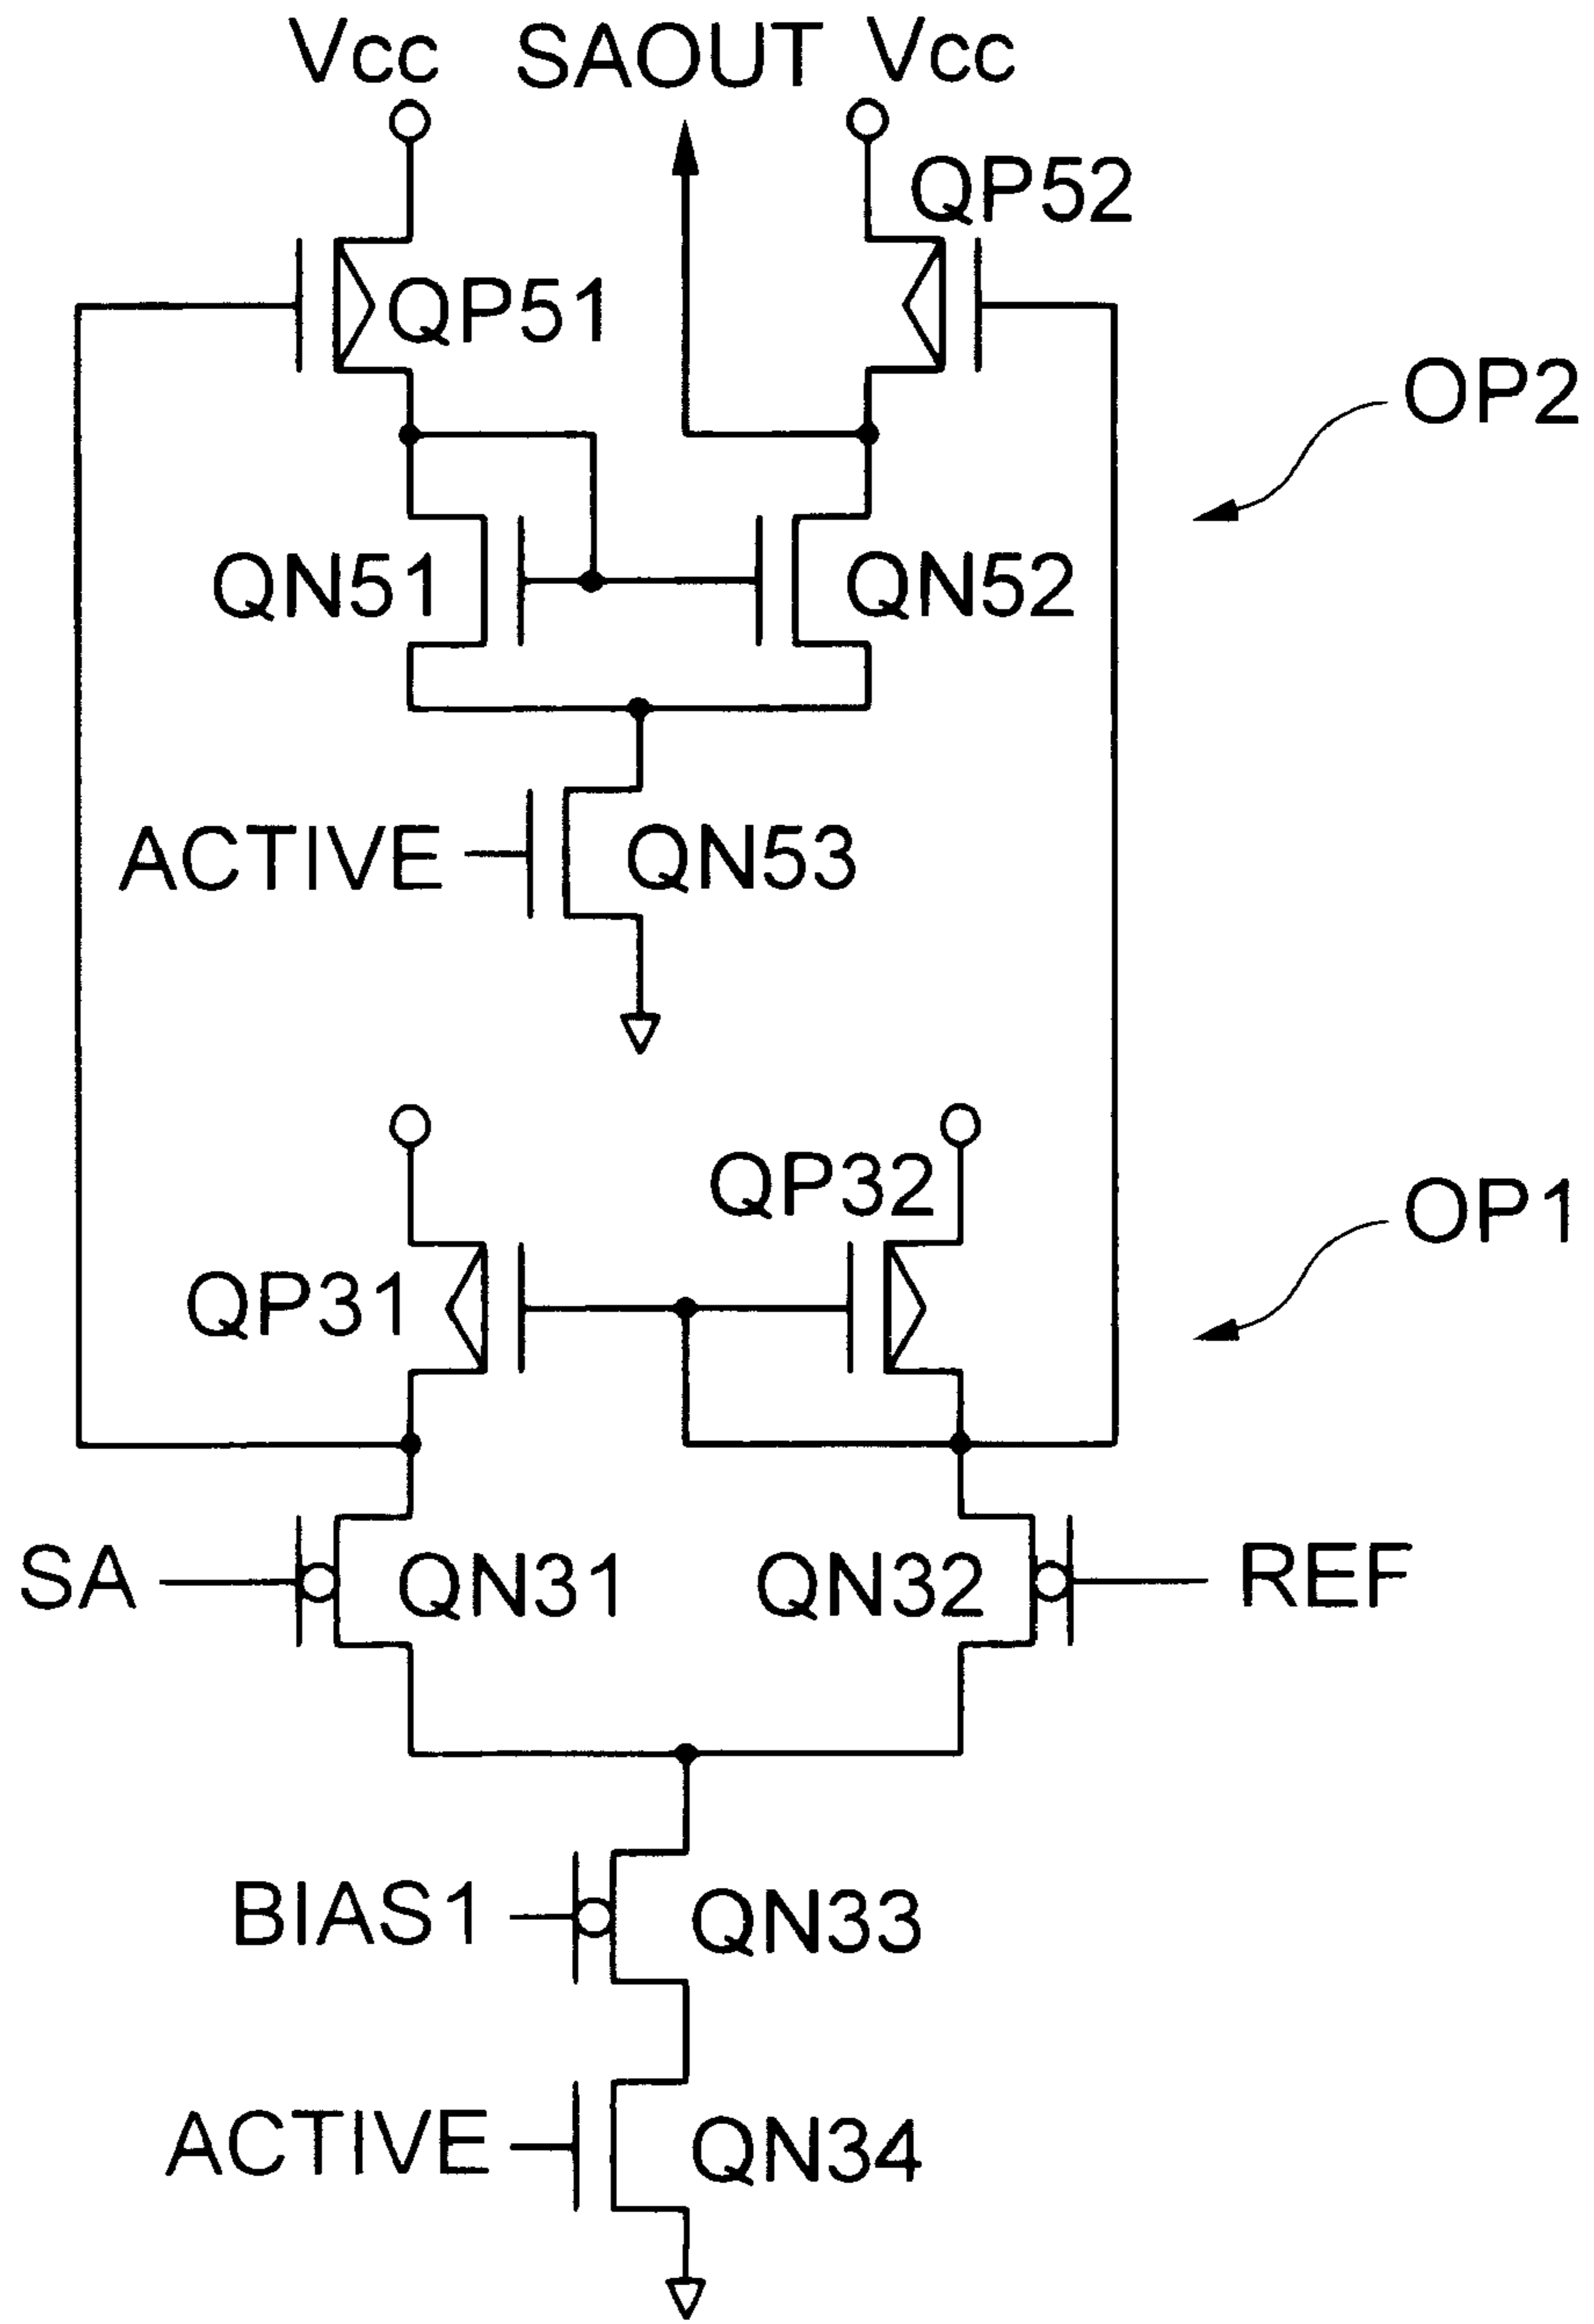 Vcc SAOUT Vcc
QP52
QP51
OP2
QN51 QN52
ACTIVE QN53
QP32
OP1
QP31
SA QN31 QN32 REF
BIAS1 QN33
ACTIVE QN34